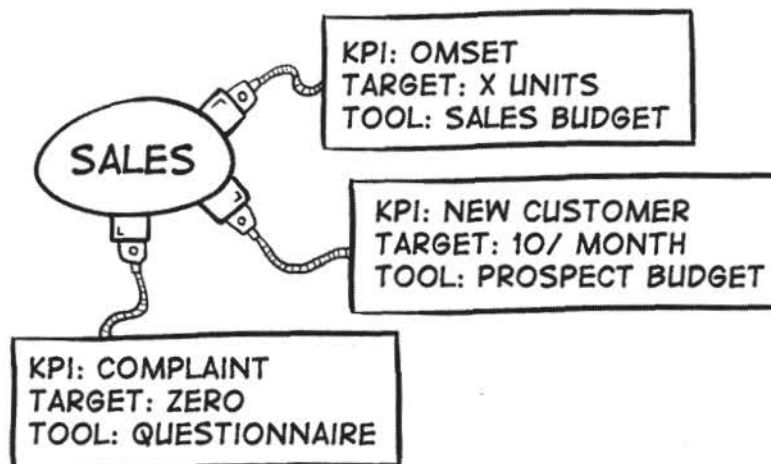 SALES
KPI: OMSET
TARGET: X UNITS
TOOL: SALES BUDGET
KPI: NEW CUSTOMER
TARGET: 10/ MONTH
TOOL: PROSPECT BUDGET
KPI: COMPLAINT
TARGET: ZERO
TOOL: QUESTIONNAIRE